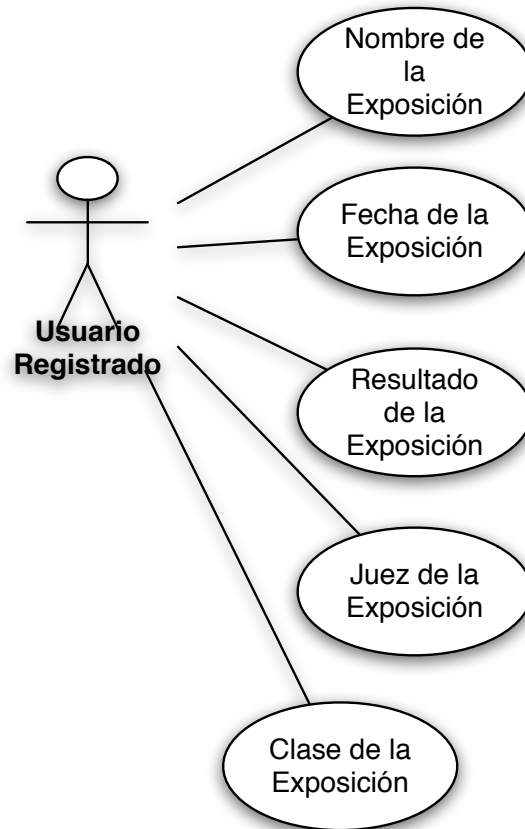 Nombre de
la
Exposición
Fecha de la
Exposición
Usuario
Registrado
Resultado
de la
Exposición
Juez de la
Exposición
Clase de la
Exposición